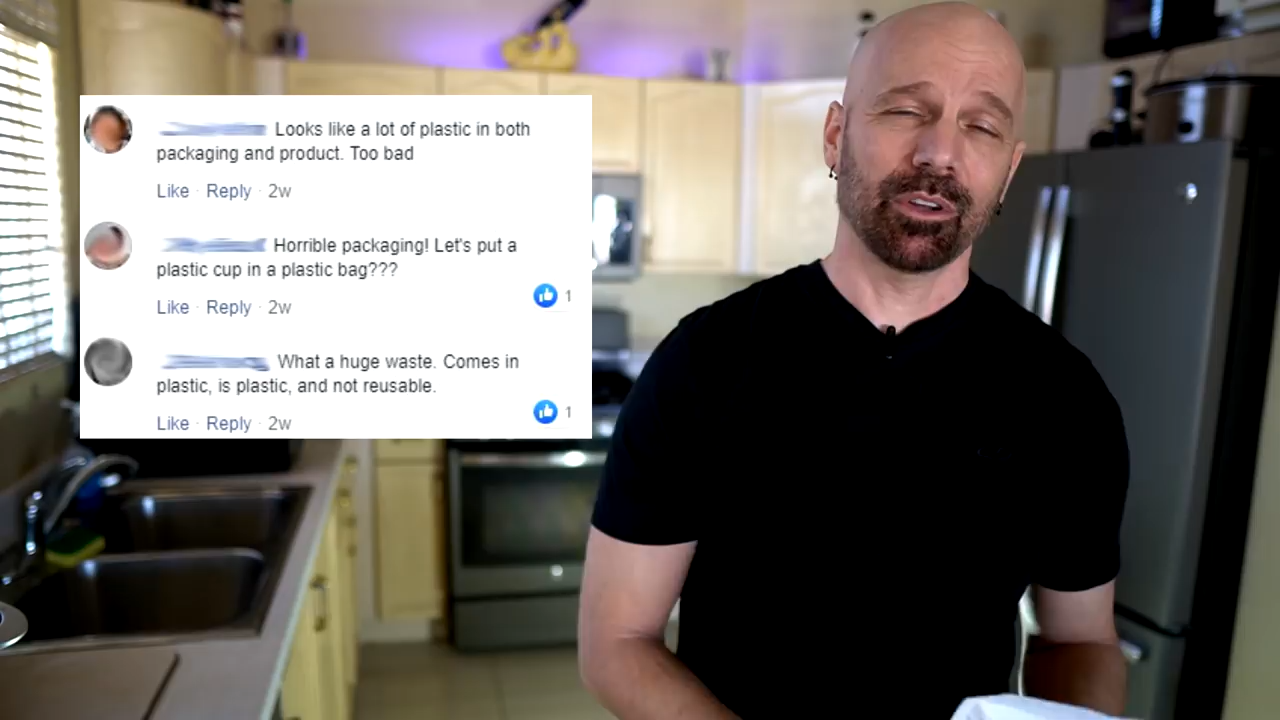 Looks like a lot of plastic in both
packaging and product. Too bad
Like · Reply · 2w
Horrible packaging! Let's put a
plastic cup in a plastic bag???
1
Like · Reply · 2w
What a huge waste. Comes in
plastic, is plastic, and not reusable.
1
Like · Reply · 2w